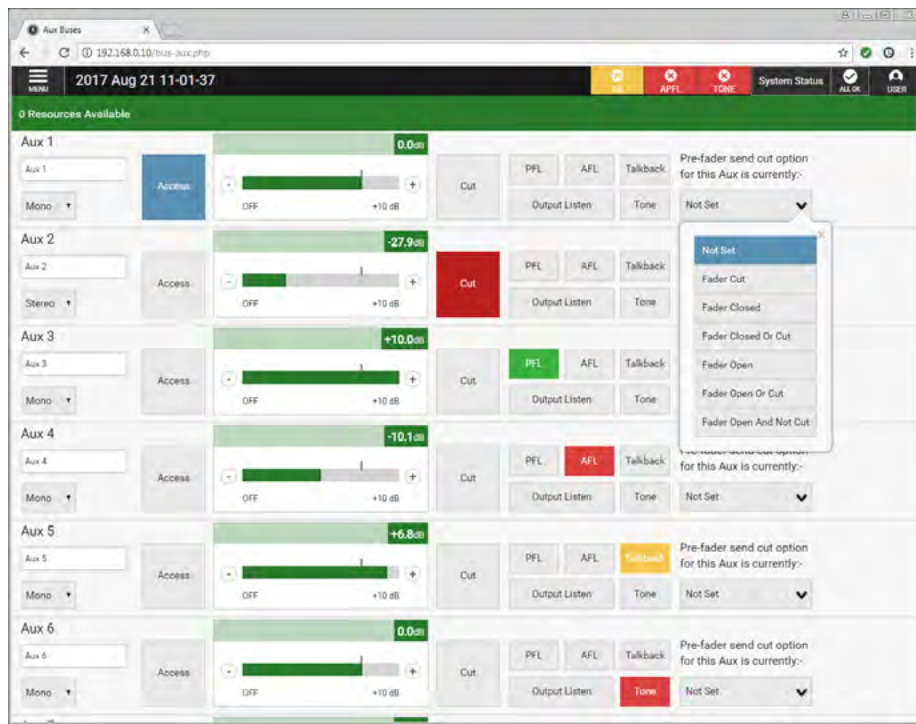 Aux Buses
192.168.0.10/bus-aux.php
MENU
2017 Aug 21 11-01-37
APFL
TONE
System Status
ALL OK
USER
0 Resources Available
Aux 1
0.0dB
Aux 1
Access
Cut
PFL
AFL
Talkback
Pre-fader send cut option
for this Aux is currently:-
Mono
OFF
+10 dB
Output Listen
Tone
Not Set
Aux 2
-27.9dB
Aux 2
Access
Cut
PFL
AFL
Talkback
Stereo
OFF
+10 dB
Output Listen
Tone
Not Set
Fader Cut
Fader Closed
Fader Closed Or Cut
Fader Open
Fader Open Or Cut
Fader Open And Not Cut
Aux 3
+10.0dB
Aux 3
Access
Cut
PFL
AFL
Talkback
Mono
OFF
+10 dB
Output Listen
Tone
Aux 4
-10.1dB
Aux 4
Access
Cut
PFL
AFL
Talkback
Pre-fader send cut option
for this Aux is currently:-
Mono
OFF
+10 dB
Output Listen
Tone
Not Set
Aux 5
+6.8dB
Aux 5
Access
Cut
PFL
AFL
Talkback
Pre-fader send cut option
for this Aux is currently:-
Mono
OFF
+10 dB
Output Listen
Tone
Not Set
Aux 6
0.0dB
Aux 6
Access
Cut
PFL
AFL
Talkback
Pre-fader send cut option
for this Aux is currently:-
Mono
OFF
+10 dB
Output Listen
Tone
Not Set